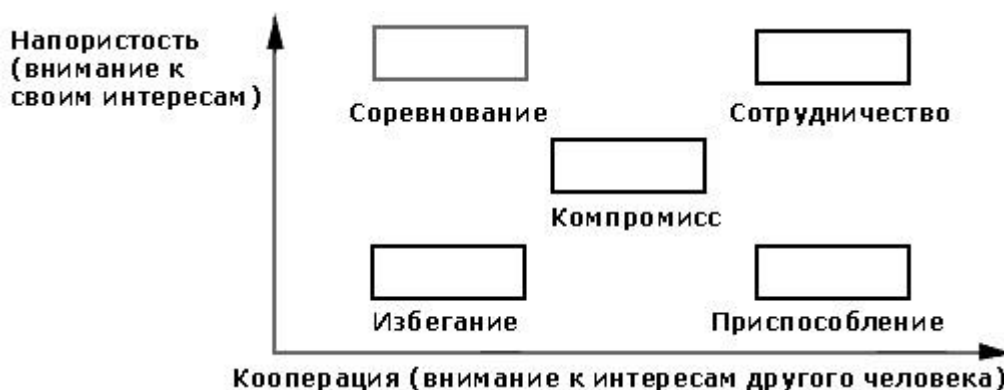 Напористость
(внимание к
своим интересам)
Соревнование
Сотрудничество
Компромисс
Избегание
Приспособление
Кооперация (внимание к интересам другого человека)